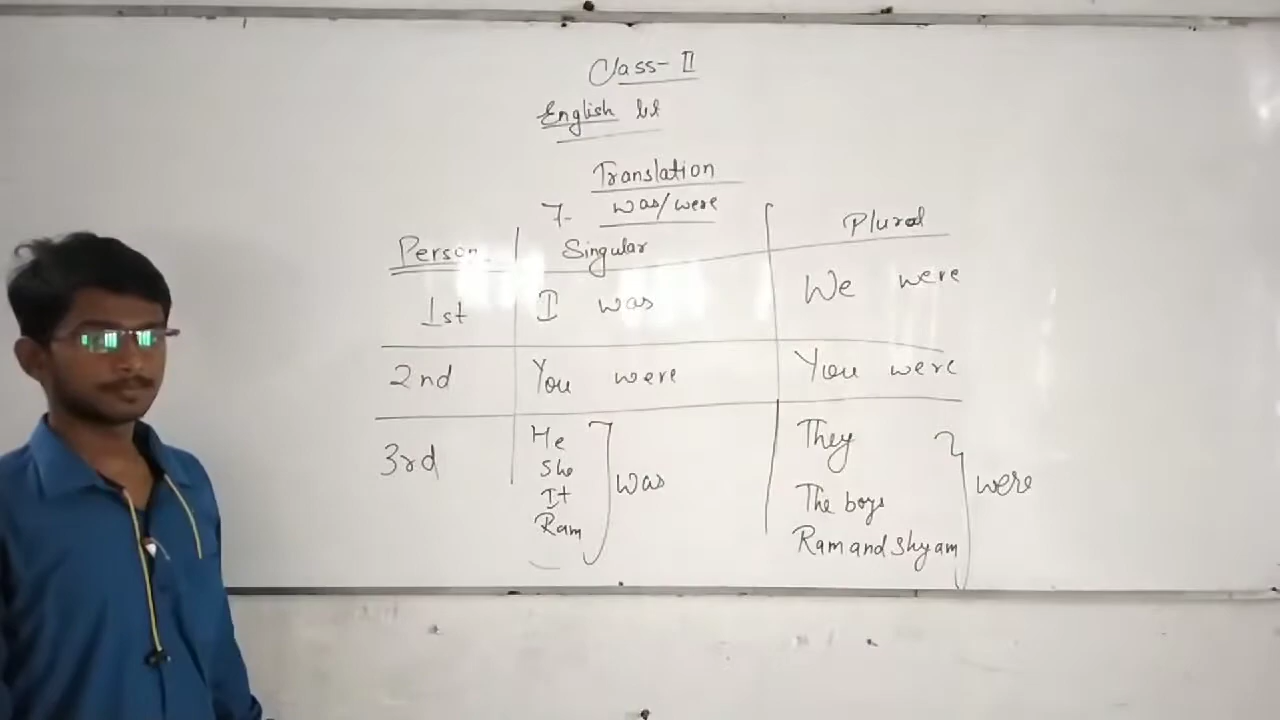 Class- II
English
Translation
7- was/were
Person Singular Plural
1st I was We were
2nd You were You were
3rd He They
She
It was The boys were
Ram Ram and Shyam